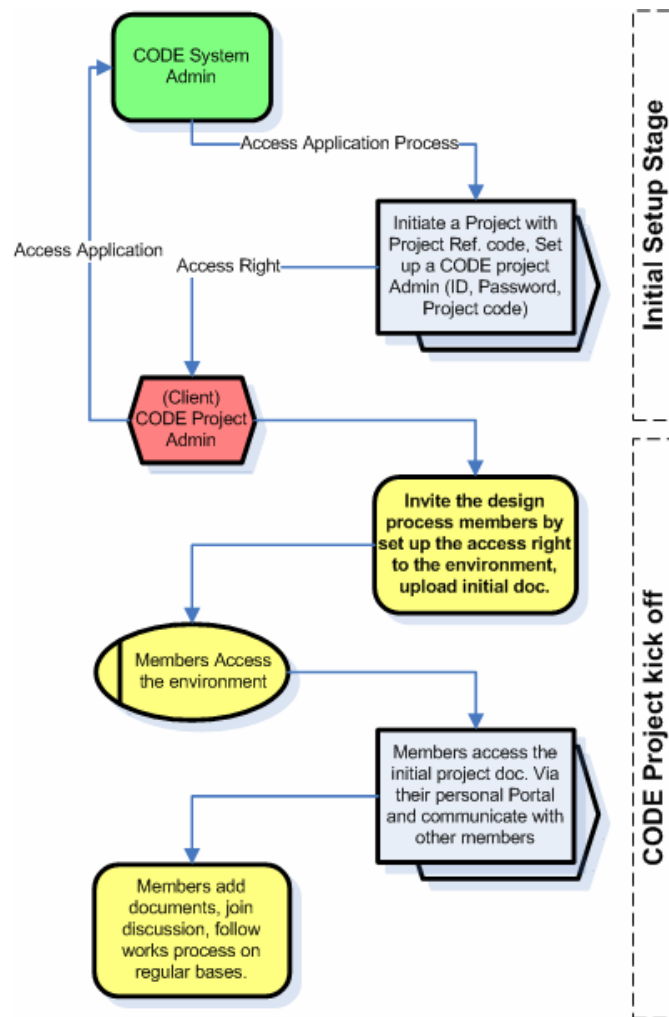 CODE System
Admin
Access Application Process
Initiate a Project with
Project Ref. code, Set
up a CODE project
Admin (ID, Password,
Project code)
Access Application
Access Right
(Client)
CODE Project
Admin
Initial Setup Stage
Invite the design
process members by
set up the access right
to the environment,
upload initial doc.
Members Access
the environment
Members access the
initial project doc. Via
their personal Portal
and communicate with
other members
Members add
documents, join
discussion, follow
works process on
regular bases.
CODE Project kick off